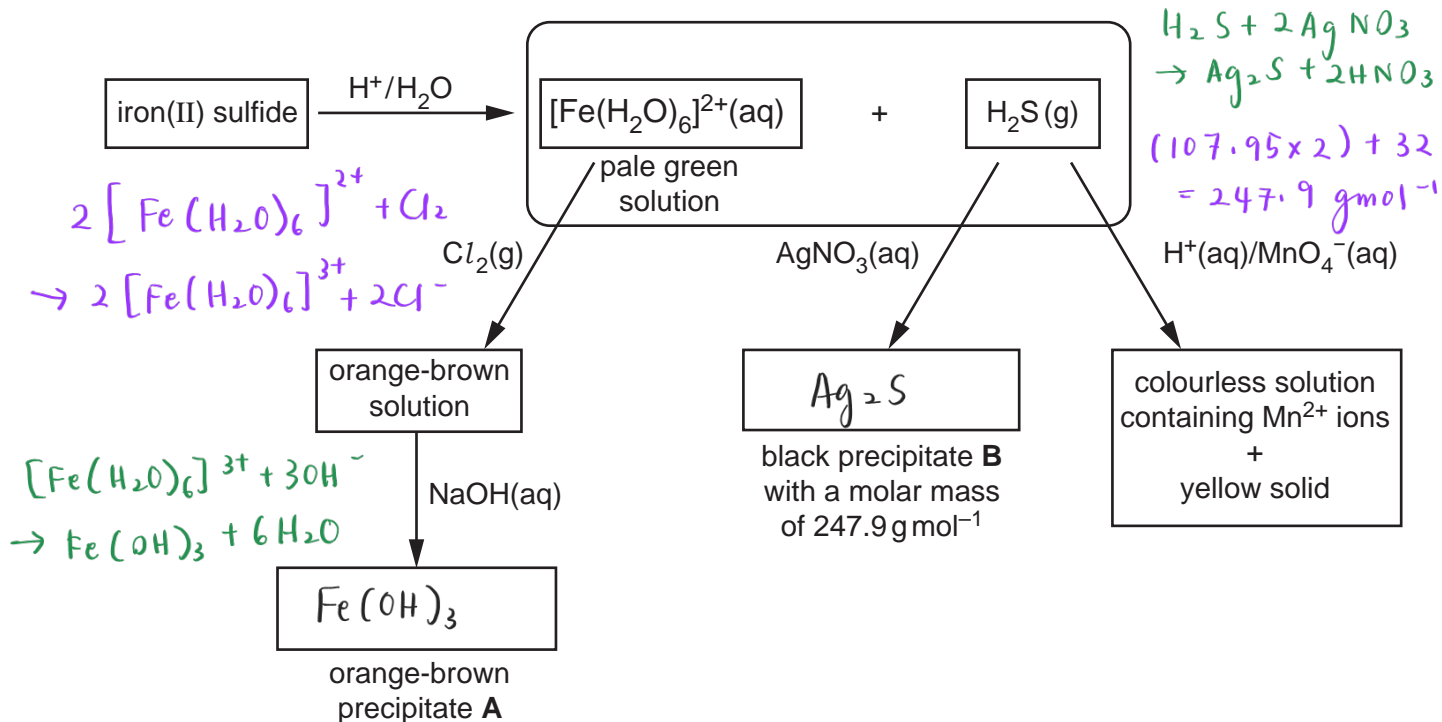 H₂S + 2AgNO₃
→ Ag₂S + 2HNO₃
H⁺/H₂O
iron(II) sulfide
[Fe(H₂O)₆]²⁺(aq)
+
H₂S(g)
pale green
solution
(107.95×2) + 32
= 247.9 gmol⁻¹
2[Fe(H₂O)₆]²⁺ + Cl₂
→ 2[Fe(H₂O)₆]³⁺ + 2Cl⁻
Cl₂(g)
AgNO₃(aq)
H⁺(aq)/MnO₄⁻(aq)
orange-brown
solution
Ag₂S
black precipitate B
with a molar mass
of 247.9 g mol⁻¹
colourless solution
containing Mn²⁺ ions
+
yellow solid
[Fe(H₂O)₆]³⁺ + 3OH⁻
→ Fe(OH)₃ + 6H₂O
NaOH(aq)
Fe(OH)₃
orange-brown
precipitate A